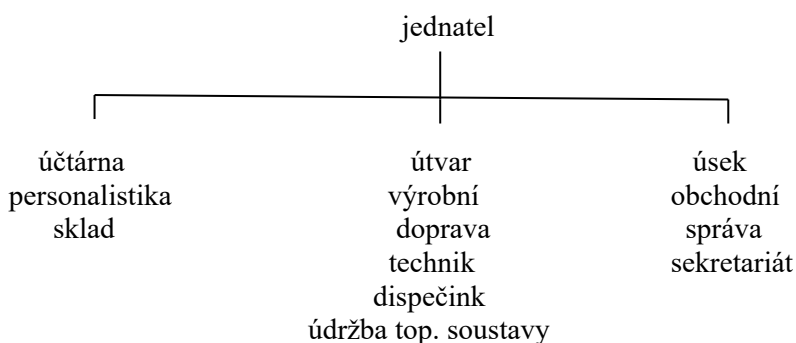 jednatel
účtárna
personalistika
sklad
útvar
výrobní
doprava
technik
dispečink
údržba top. soustavy
úsek
obchodní
správa
sekretariát